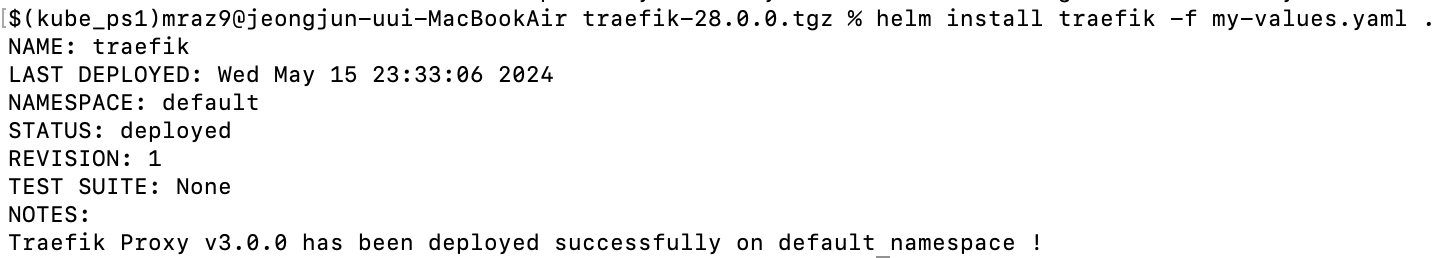 [$(kube_ps1)mraz9@jeongjun-uui-MacBookAir traefik-28.0.0.tgz % helm install traefik -f my-values.yaml .
NAME: traefik
LAST DEPLOYED: Wed May 15 23:33:06 2024
NAMESPACE: default
STATUS: deployed
REVISION: 1
TEST SUITE: None
NOTES:
Traefik Proxy v3.0.0 has been deployed successfully on default namespace !